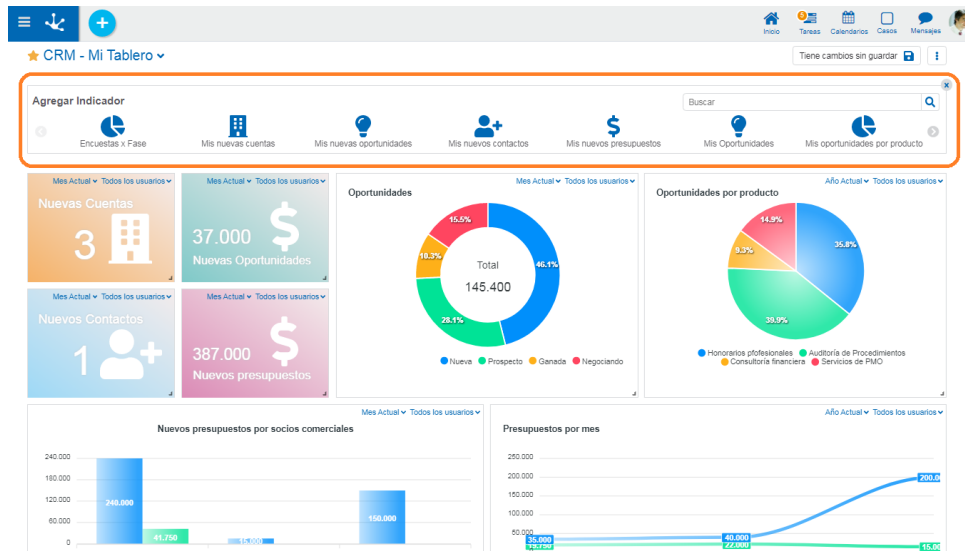 5
Inicio Tareas Calendarios Casos Mensajes
CRM - Mi Tablero
Tiene cambios sin guardar
Agregar Indicador
Buscar
Encuestas x Fase
Mis nuevas cuentas
Mis nuevas oportunidades
Mis nuevos contactos
Mis nuevos presupuestos
Mis Oportunidades
Mis oportunidades por producto
Mes Actual Todos los usuarios
Nuevas Cuentas
3
Mes Actual Todos los usuarios
37.000
Nuevas Oportunidades
Mes Actual Todos los usuarios
Nuevos Contactos
1
Mes Actual Todos los usuarios
387.000
Nuevos presupuestos
Mes Actual Todos los usuarios
Oportunidades
15.5%
10.3%
46.1%
28.1%
Total
145.400
Nueva Prospecto Ganada Negociando
Año Actual Todos los usuarios
Oportunidades por producto
14.9%
9.3%
35.8%
39.9%
Honorarios pfofesionales Auditoría de Procedimientos
Consultoría financiera Servicios de PMO
Mes Actual Todos los usuarios
Nuevos presupuestos por socios comerciales
240.000
180.000
120.000
60.000
0
240.000
41.750
15.000
150.000
Año Actual Todos los usuarios
Presupuestos por mes
250.000
200.000
150.000
100.000
50.000
35.000
19.750
40.000
22.000
200.0
15.00